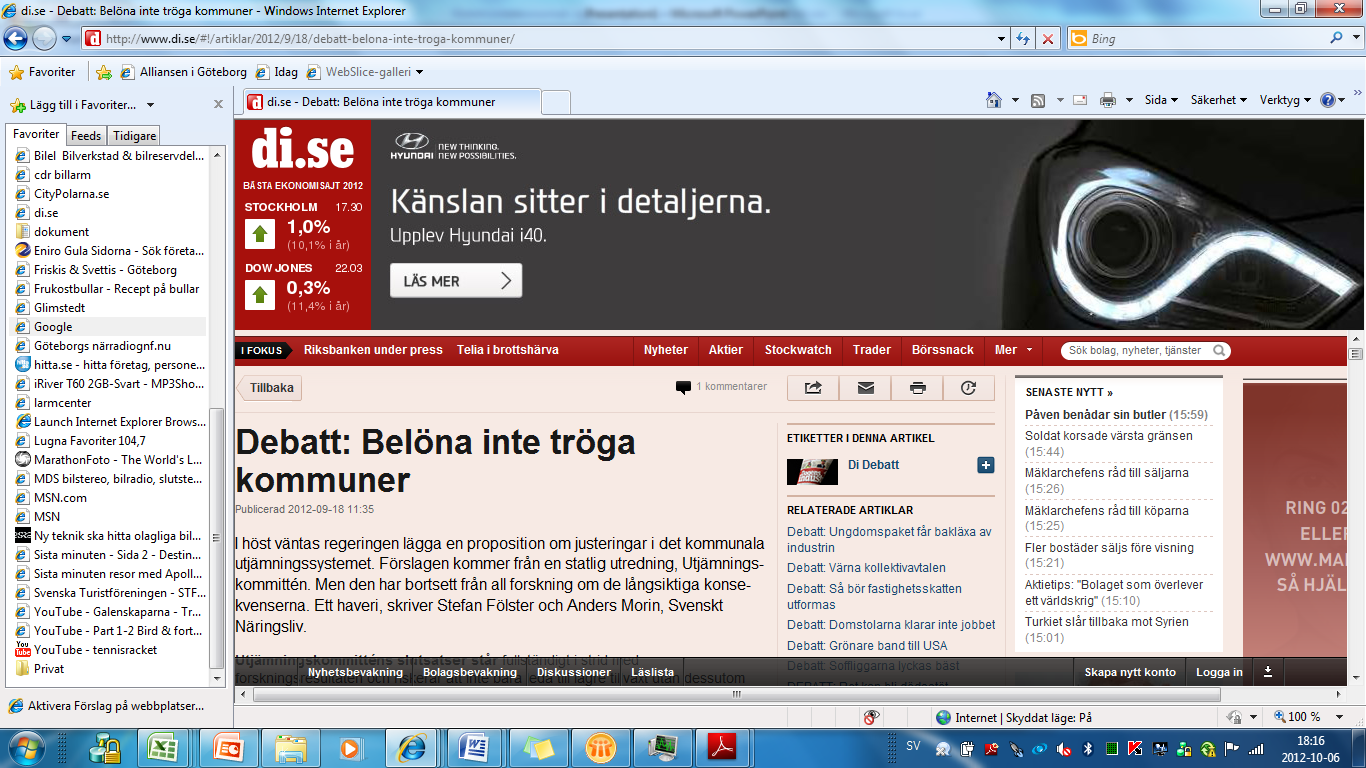 di.se - Debatt: Belöna inte tröga kommuner - Windows Internet Explorer
http://www.di.se/#!/artiklar/2012/9/18/debatt-belona-inte-troga-kommuner/
Bing
Favoriter
Alliansen i Göteborg
Idag
WebSlice-galleri
Lägg till i Favoriter...
di.se - Debatt: Belöna inte tröga kommuner
Sida
Säkerhet
Verktyg
Favoriter
Feeds
Tidigare
Bilel Bilverkstad & bilreservdel...
cdr billarm
CityPolarna.se
di.se
dokument
Eniro Gula Sidorna - Sök företa...
Friskis & Svettis - Göteborg
Frukostbullar - Recept på bullar
Glimstedt
Google
Göteborgs närradiognf.nu
hitta.se - hitta företag, persone...
iRiver T60 2GB-Svart - MP3Sho...
larmcenter
Launch Internet Explorer Brows...
Lugna Favoriter 104,7
MarathonFoto - The World's L...
MDS bilstereo, bilradio, slutste...
MSN.com
MSN
Ny teknik ska hitta olagliga bil...
Sista minuten - Sida 2 - Destin...
Sista minuten resor med Apoll...
Svenska Turistföreningen - STF...
YouTube - Galenskaparna - Tr...
YouTube - Part 1-2 Bird & fort...
YouTube - tennisracket
Privat
Aktivera Förslag på webbplatser...
di.se
BÄSTA EKONOMISAJT 2012
STOCKHOLM 17.30
1,0%
(10,1% i år)
DOW JONES 22.03
0,3%
(11,4% i år)
HYUNDAI
NEW THINKING.
NEW POSSIBILITIES.
Känslan sitter i detaljerna.
Upplev Hyundai i40.
LÄS MER
I FOKUS
Riksbanken under press
Telia i brottshärva
Nyheter
Aktier
Stockwatch
Trader
Börssnack
Mer
Sök bolag, nyheter, tjänster
Tillbaka
1 kommentarer
Debatt: Belöna inte tröga
kommuner
Publicerad 2012-09-18 11:35
I höst väntas regeringen lägga en proposition om justeringar i det kommunala
utjämningssystemet. Förslagen kommer från en statlig utredning, Utjämnings-
kommittén. Men den har bortsett från all forskning om de långsiktiga konse-
kvenserna. Ett haveri, skriver Stefan Fölster och Anders Morin, Svenskt
Näringsliv.
Utjämningskommitténs slutsatser står fullständigt i strid med
ETIKETTER I DENNA ARTIKEL
Di Debatt
RELATERADE ARTIKLAR
Debatt: Ungdomspaket får bakläxa av
industrin
Debatt: Värna kollektivavtalen
Debatt: Så bör fastighetsskatten
utformas
Debatt: Domstolarna klarar inte jobbet
Debatt: Grönare band till USA
Debatt: Soffliggarna lyckas bäst
SENASTE NYTT »
Påven benådar sin butler (15:59)
Soldat korsade värsta gränsen
(15:44)
Mäklarchefens råd till säljarna
(15:26)
Mäklarchefens råd till köparna
(15:25)
Fler bostäder säljs före visning
(15:21)
Aktietips: "Bolaget som överlever
ett världskrig" (15:10)
Turkiet slår tillbaka mot Syrien
(15:01)
RING 02
ELLE
WWW.MA
SÅ HJÄL
Nyhetsbevakning
Bolagsbevakning
Diskussioner
Läslista
Skapa nytt konto
Logga in
Internet | Skyddat läge: På
100 %
SV
18:16
2012-10-06